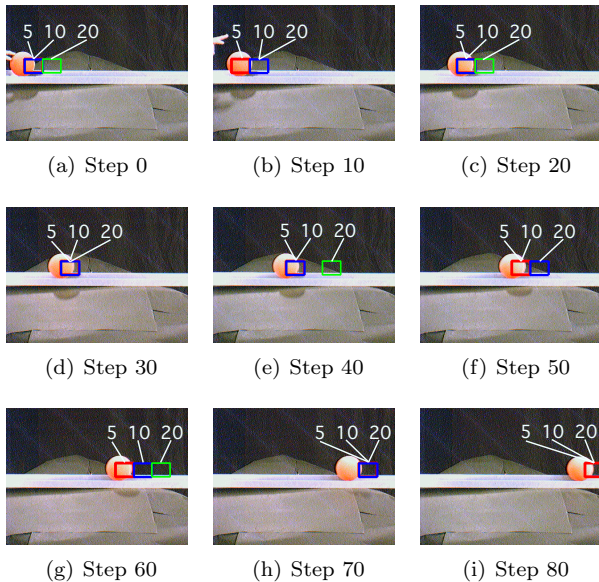 5 10 20
5 10 20
5 10 20
(a) Step 0
(b) Step 10
(c) Step 20
5 10 20
5 10 20
5 10 20
(d) Step 30
(e) Step 40
(f) Step 50
5 10 20
5 10 20
5 10 20
(g) Step 60
(h) Step 70
(i) Step 80